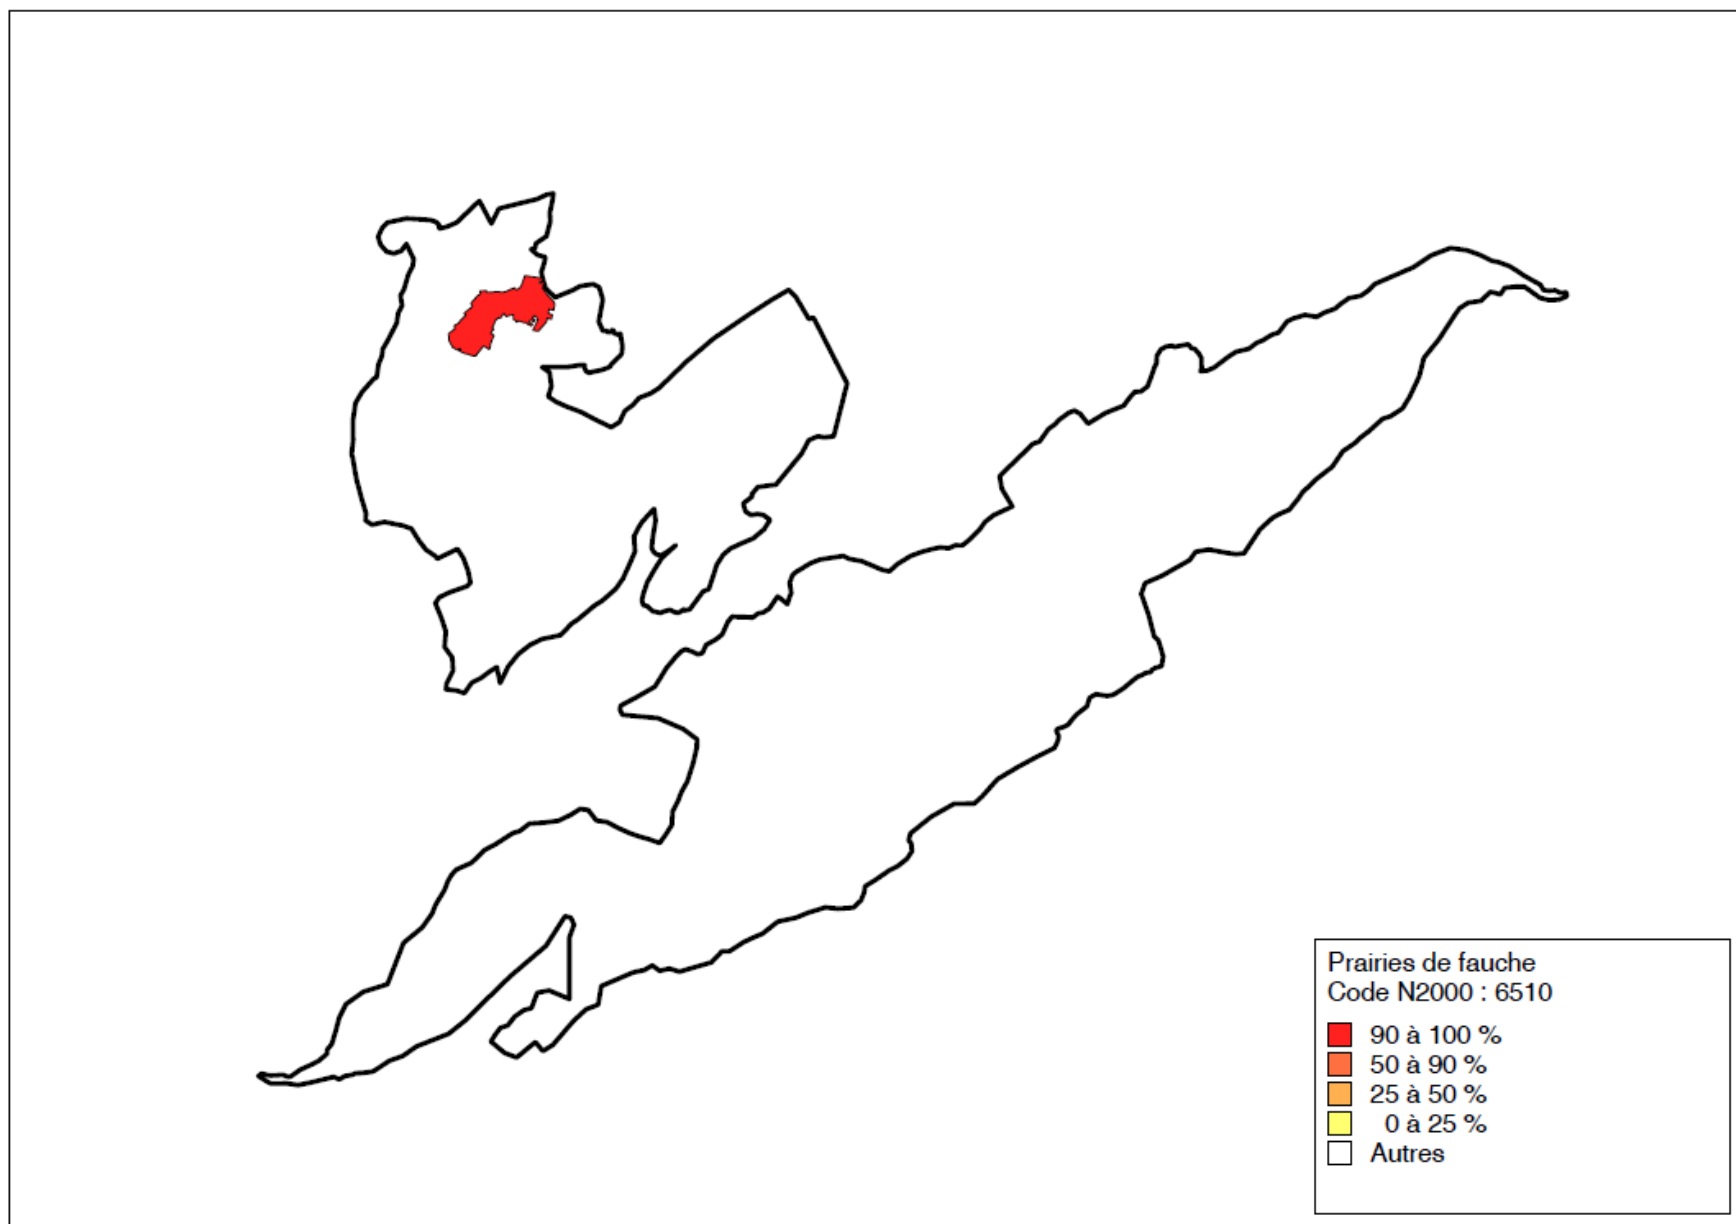 Prairies de fauche
Code N2000 : 6510
90 à 100 %
50 à 90 %
25 à 50 %
0 à 25 %
Autres